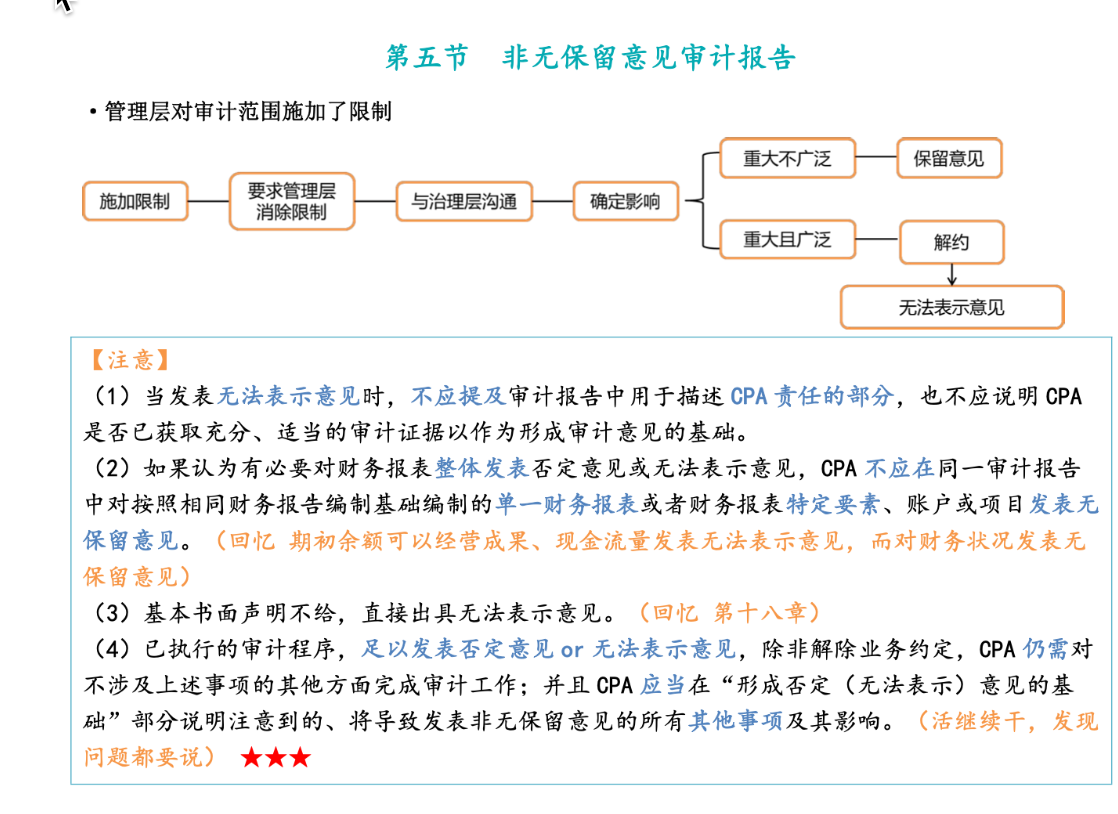 第五节 非无保留意见审计报告
•管理层对审计范围施加了限制
施加限制
要求管理层
消除限制
与治理层沟通
确定影响
重大不广泛
保留意见
重大且广泛
解约
无法表示意见
【注意】
（1）当发表无法表示意见时，不应提及审计报告中用于描述 CPA 责任的部分，也不应说明 CPA
是否已获取充分、适当的审计证据以作为形成审计意见的基础。
（2）如果认为有必要对财务报表整体发表否定意见或无法表示意见，CPA 不应在同一审计报告
中对按照相同财务报告编制基础编制的单一财务报表或者财务报表特定要素、账户或项目发表无
保留意见。（回忆 期初余额可以经营成果、现金流量发表无法表示意见，而对财务状况发表无
保留意见）
（3）基本书面声明不给，直接出具无法表示意见。（回忆 第十八章）
（4）已执行的审计程序，足以发表否定意见 or 无法表示意见，除非解除业务约定，CPA 仍需对
不涉及上述事项的其他方面完成审计工作；并且 CPA 应当在“形成否定（无法表示）意见的基
础”部分说明注意到的、将导致发表非无保留意见的所有其他事项及其影响。（活继续干，发现
问题都要说）★★★